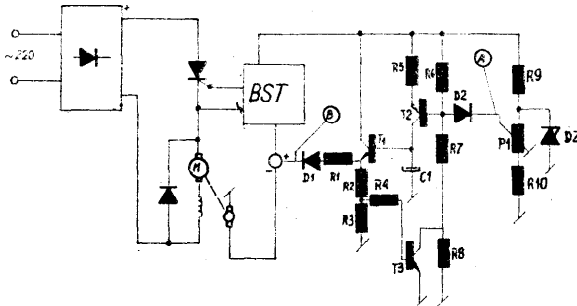 ~220
+
BST
M
+
-
B
D1
R1
T1
R2
R3
R4
T3
R5
T2
C1
R6
D2
R7
R8
A
R9
P1
R10
DZ